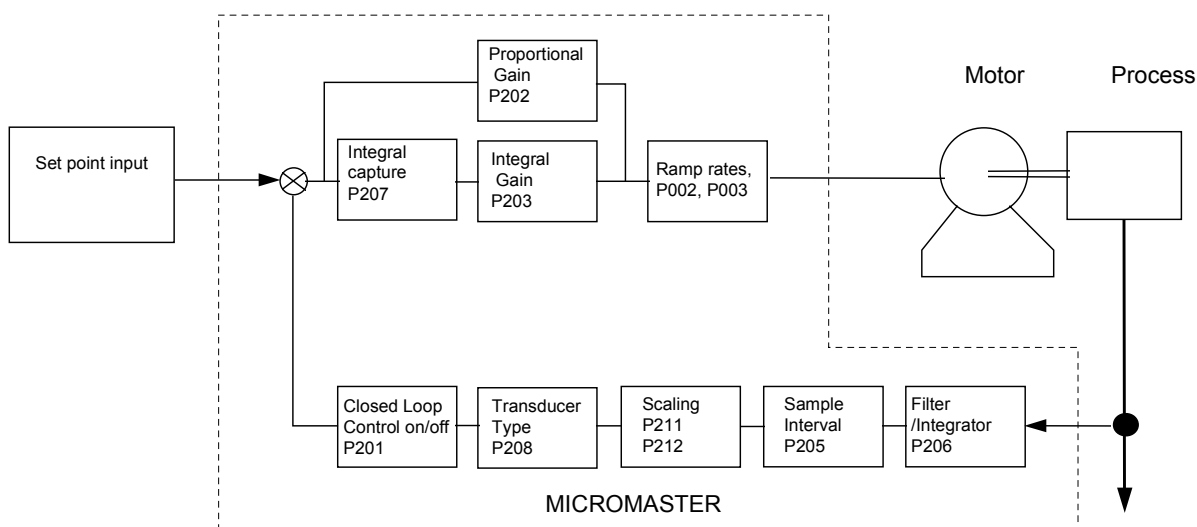 Proportional
Gain
P202
Motor
Process
Set point input
Integral
capture
P207
Integral
Gain
P203
Ramp rates,
P002, P003
Closed Loop
Control on/off
P201
Transducer
Type
P208
Scaling
P211
P212
Sample
Interval
P205
Filter
/Integrator
P206
MICROMASTER